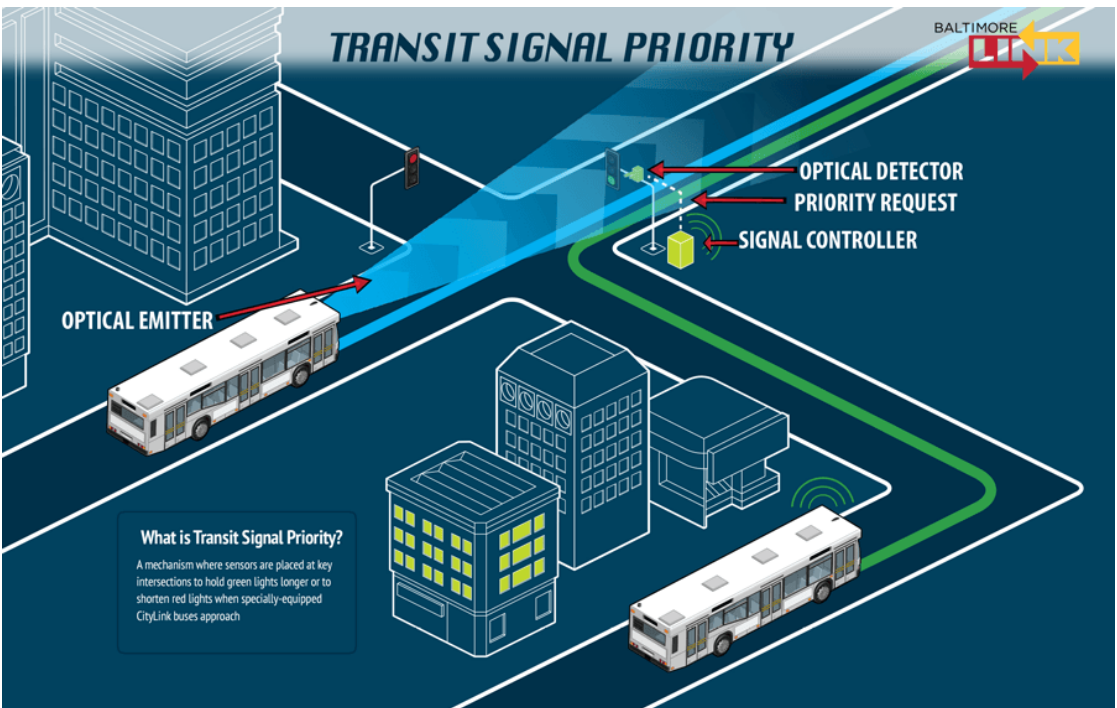 TRANSIT SIGNAL PRIORITY
BALTIMORE
LINK
OPTICAL DETECTOR
PRIORITY REQUEST
SIGNAL CONTROLLER
OPTICAL EMITTER
What is Transit Signal Priority?
A mechanism where sensors are placed at key
intersections to hold green lights longer or to
shorten red lights when specially-equipped
CityLink buses approach